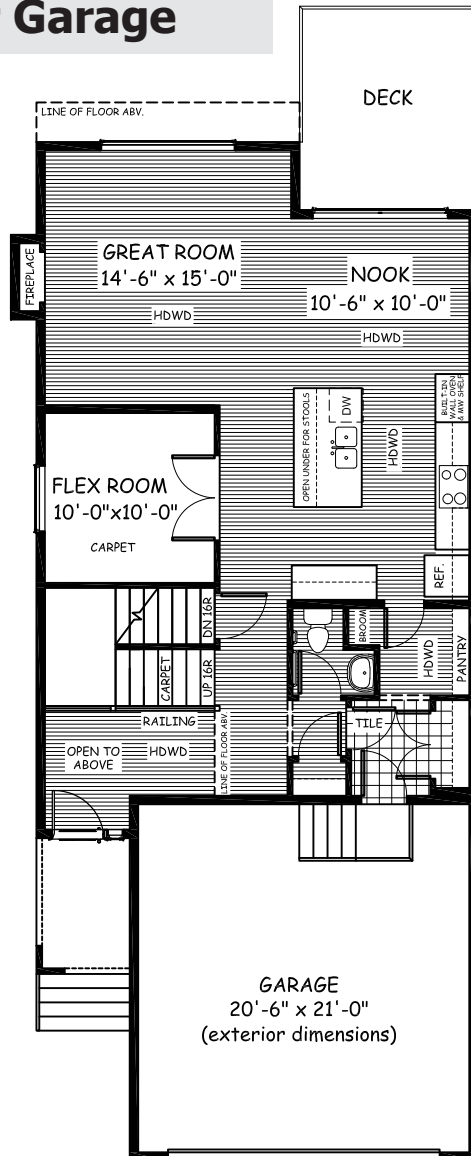 Garage
DECK
LINE OF FLOOR ABV.
GREAT ROOM
14'-6" x 15'-0"
HDWD
FIREPLACE
NOOK
10'-6" x 10'-0"
HDWD
BUILT-IN
WALL OVEN
& MW SHELF
OPEN UNDER FOR STOOLS
DW
HDWD
FLEX ROOM
10'-0"x10'-0"
CARPET
REF.
DN 16R
BROOM
HDWD
PANTRY
CARPET
UP 16R
RAILING
OPEN TO
ABOVE
HDWD
LINE OF FLOOR ABV.
TILE
GARAGE
20'-6" x 21'-0"
(exterior dimensions)